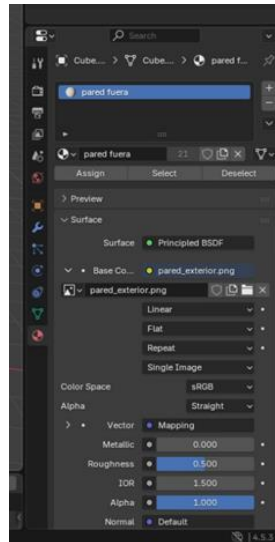 Search
Cube.... > Cube.... > pared f...
pared fuera
pared fuera 21
Assign Select Deselect
Preview
Surface
Surface Principled BSDF
Base Co... pared_exterior.png
pared_exterior.png
Linear
Flat
Repeat
Single Image
Color Space sRGB
Alpha Straight
Vector Mapping
Metallic 0.000
Roughness 0.500
IOR 1.500
Alpha 1.000
Normal Default
4.5.3